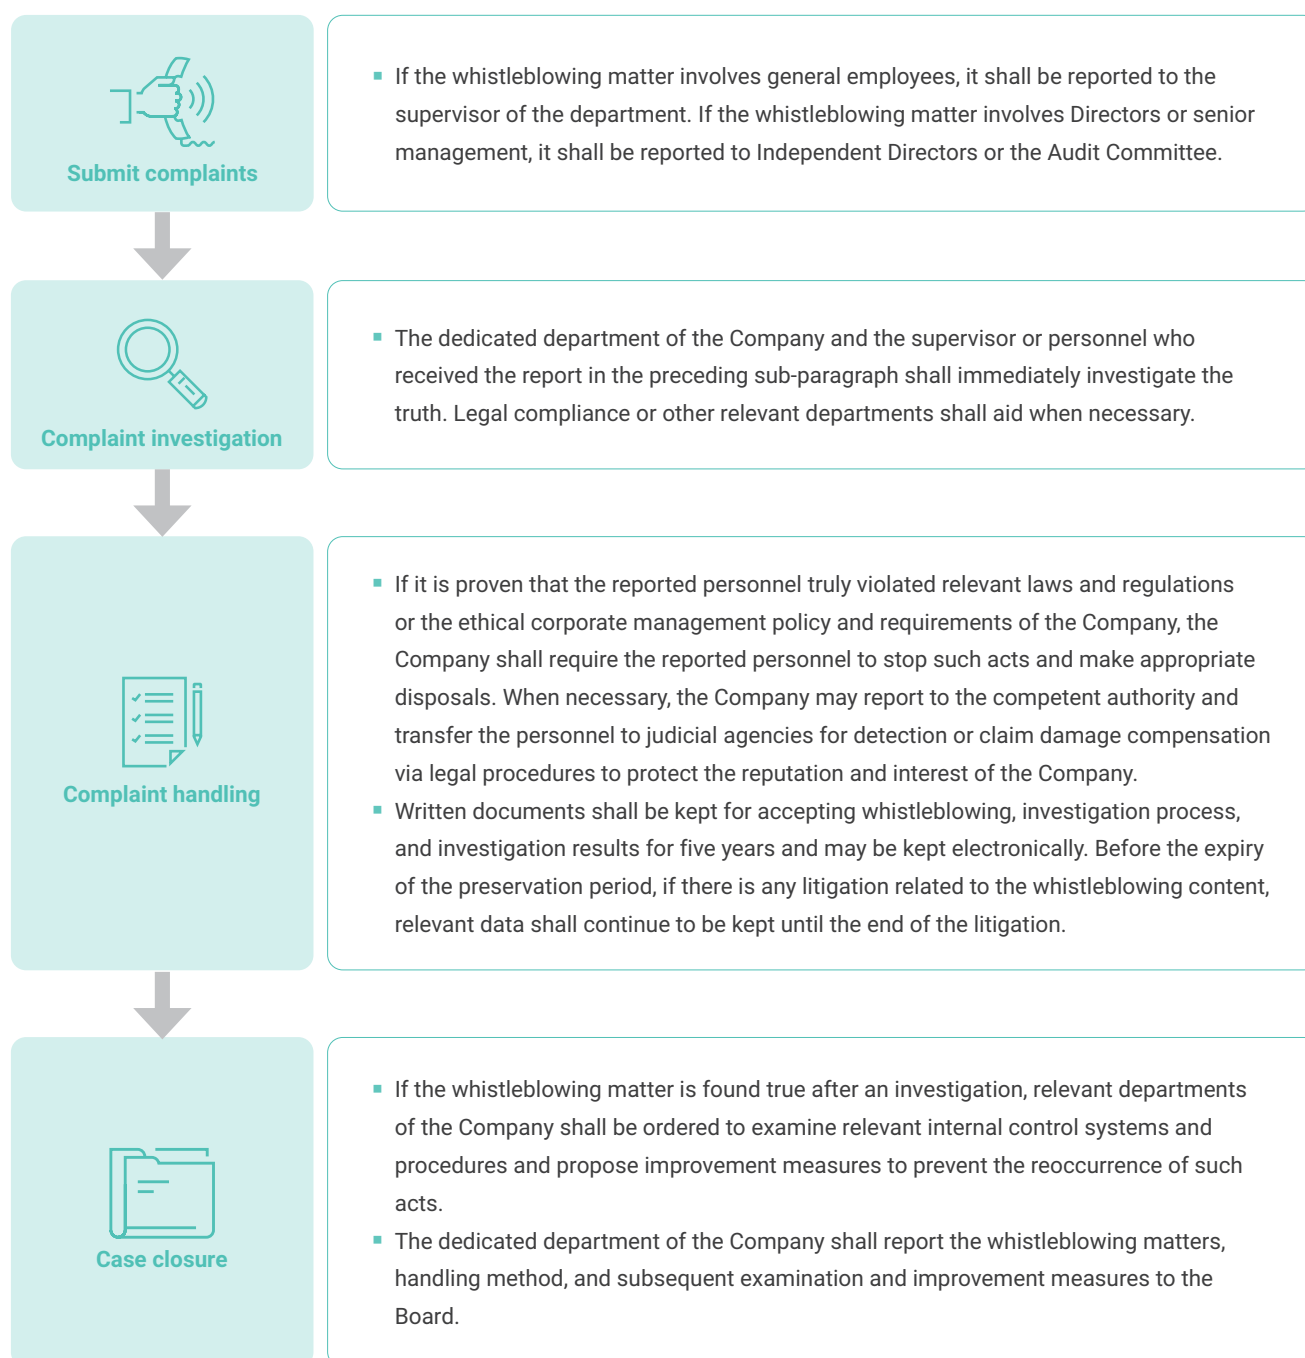 Submit complaints
▪ If the whistleblowing matter involves general employees, it shall be reported to the
supervisor of the department. If the whistleblowing matter involves Directors or senior
management, it shall be reported to Independent Directors or the Audit Committee.
Complaint investigation
▪ The dedicated department of the Company and the supervisor or personnel who
received the report in the preceding sub-paragraph shall immediately investigate the
truth. Legal compliance or other relevant departments shall aid when necessary.
Complaint handling
▪ If it is proven that the reported personnel truly violated relevant laws and regulations
or the ethical corporate management policy and requirements of the Company, the
Company shall require the reported personnel to stop such acts and make appropriate
disposals. When necessary, the Company may report to the competent authority and
transfer the personnel to judicial agencies for detection or claim damage compensation
via legal procedures to protect the reputation and interest of the Company.
▪ Written documents shall be kept for accepting whistleblowing, investigation process,
and investigation results for five years and may be kept electronically. Before the expiry
of the preservation period, if there is any litigation related to the whistleblowing content,
relevant data shall continue to be kept until the end of the litigation.
Case closure
▪ If the whistleblowing matter is found true after an investigation, relevant departments
of the Company shall be ordered to examine relevant internal control systems and
procedures and propose improvement measures to prevent the reoccurrence of such
acts.
▪ The dedicated department of the Company shall report the whistleblowing matters,
handling method, and subsequent examination and improvement measures to the
Board.